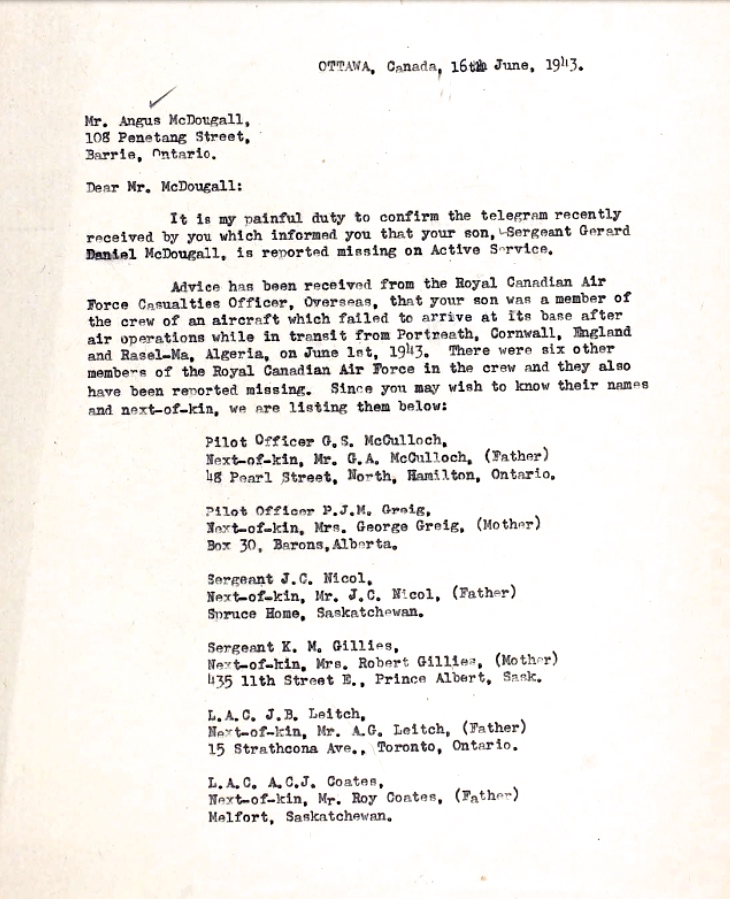 OTTAWA, Canada, 16th June, 1943.
Mr. Angus McDougall,
108 Penetang Street,
Barrie, Ontario.
Dear Mr. McDougall:
It is my painful duty to confirm the telegram recently
received by you which informed you that your son, Sergeant Gerard
Daniel McDougall, is reported missing on Active Service.
Advice has been received from the Royal Canadian Air
Force Casualties Officer, Overseas, that your son was a member of
the crew of an aircraft which failed to arrive at its base after
air operations while in transit from Portreath, Cornwall, England
and Rasel-Ma, Algeria, on June 1st, 1943. There were six other
members of the Royal Canadian Air Force in the crew and they also
have been reported missing. Since you may wish to know their names
and next-of-kin, we are listing them below:
Pilot Officer G.S. McCulloch,
Next-of-kin, Mr. G.A. McCulloch, (Father)
48 Pearl Street, North, Hamilton, Ontario.
Pilot Officer P.J.M. Greig,
Next-of-kin, Mrs. George Greig, (Mother)
Box 30, Barons, Alberta.
Sergeant J.C. Nicol,
Next-of-kin, Mr. J.C. Nicol, (Father)
Spruce Home, Saskatchewan.
Sergeant K. M. Gillies,
Next-of-kin, Mrs. Robert Gillies, (Mother)
435 11th Street E., Prince Albert, Sask.
L.A.C. J.B. Leitch,
Next-of-kin, Mr. A.G. Leitch, (Father)
15 Strathcona Ave., Toronto, Ontario.
L.A.C. A.C.J. Coates,
Next-of-kin, Mr. Roy Coates, (Father)
Melfort, Saskatchewan.